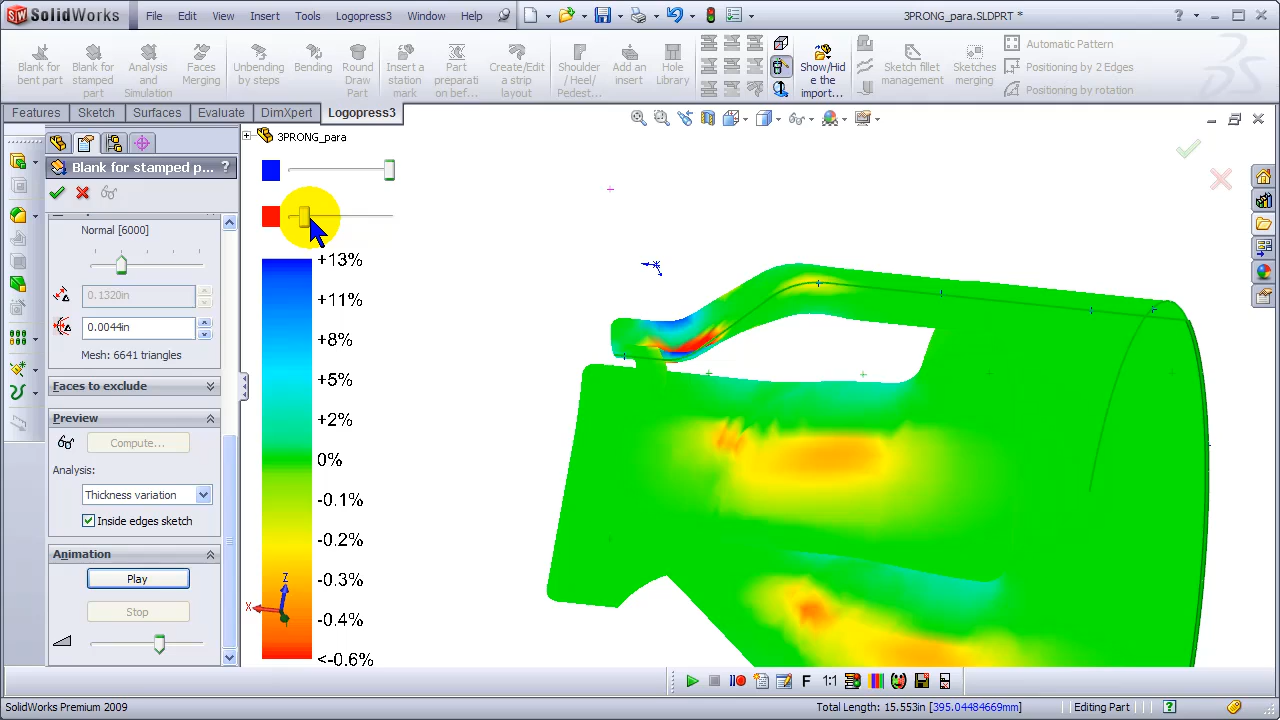 SW SolidWorks File Edit View Insert Tools Logopress3 Window Help 3PRONG_para.SLDPRT * ?
Unbending by steps
Bending
Round Draw Part
Blank for bent part
Blank for stamped part
Analysis and Simulation
Faces Merging
Insert a station mark
Strip preparation on bef...
Create/Edit a strip layout
Shoulder / Heel / Pedest...
Add an insert
Hole Library
Show/Hide the import...
Sketch fillet management
Sketches merging
Automatic Pattern
Positioning by 2 Edges
Positioning by rotation
Features Sketch Surfaces Evaluate DimXpert Logopress3
3PRONG_para
Blank for stamped p... ?
Normal [6000]
0.1320in
0.0044in
Mesh: 6641 triangles
Faces to exclude
Preview
Compute...
Analysis:
Thickness variation
Inside edges sketch
Animation
Play
Stop
+13%
+11%
+8%
+5%
+2%
0%
-0.1%
-0.2%
-0.3%
-0.4%
<-0.6%
Z
X
F 1:1
SolidWorks Premium 2009 Total Length: 15.553in [395.04484669mm] Editing Part ?